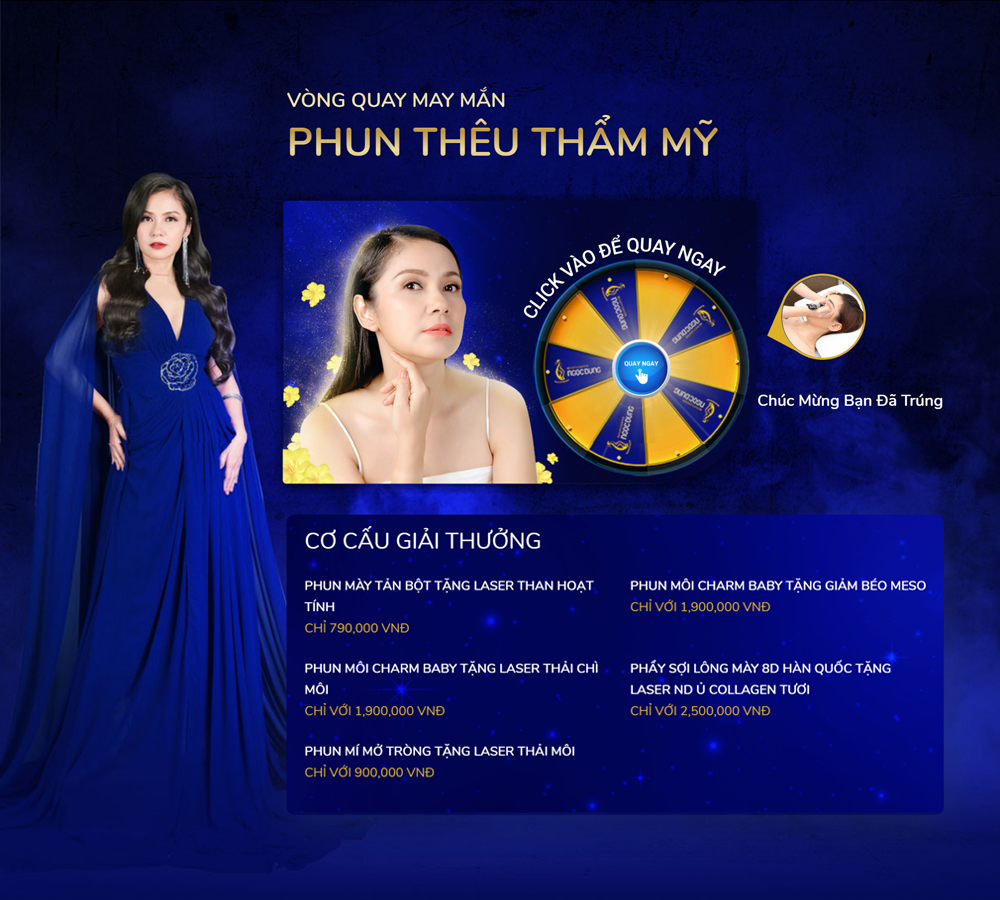 VÒNG QUAY MAY MẮN
PHUN THÊU THẨM MỸ
CLICK VÀO ĐỂ QUAY NGAY
NGOCDUNG
NGOCDUNG
NGOCDUNG
NGOCDUNG
NGOCDUNG
QUAY NGAY
Chúc Mừng Bạn Đã Trúng
CƠ CẤU GIẢI THƯỞNG
PHUN MÀY TÁN BỘT TẶNG LASER THAN HOẠT
TÍNH
CHỈ 790,000 VNĐ
PHUN MÔI CHARM BABY TẶNG GIẢM BÉO MESO
CHỈ VỚI 1,900,000 VNĐ
PHUN MÔI CHARM BABY TẶNG LASER THẢI CHÌ
MÔI
CHỈ VỚI 1,900,000 VNĐ
PHẨY SỢI LÔNG MÀY 8D HÀN QUỐC TẶNG
LASER ND Ủ COLLAGEN TƯƠI
CHỈ VỚI 2,500,000 VNĐ
PHUN MÍ MỞ TRÒNG TẶNG LASER THẢI MÔI
CHỈ VỚI 900,000 VNĐ